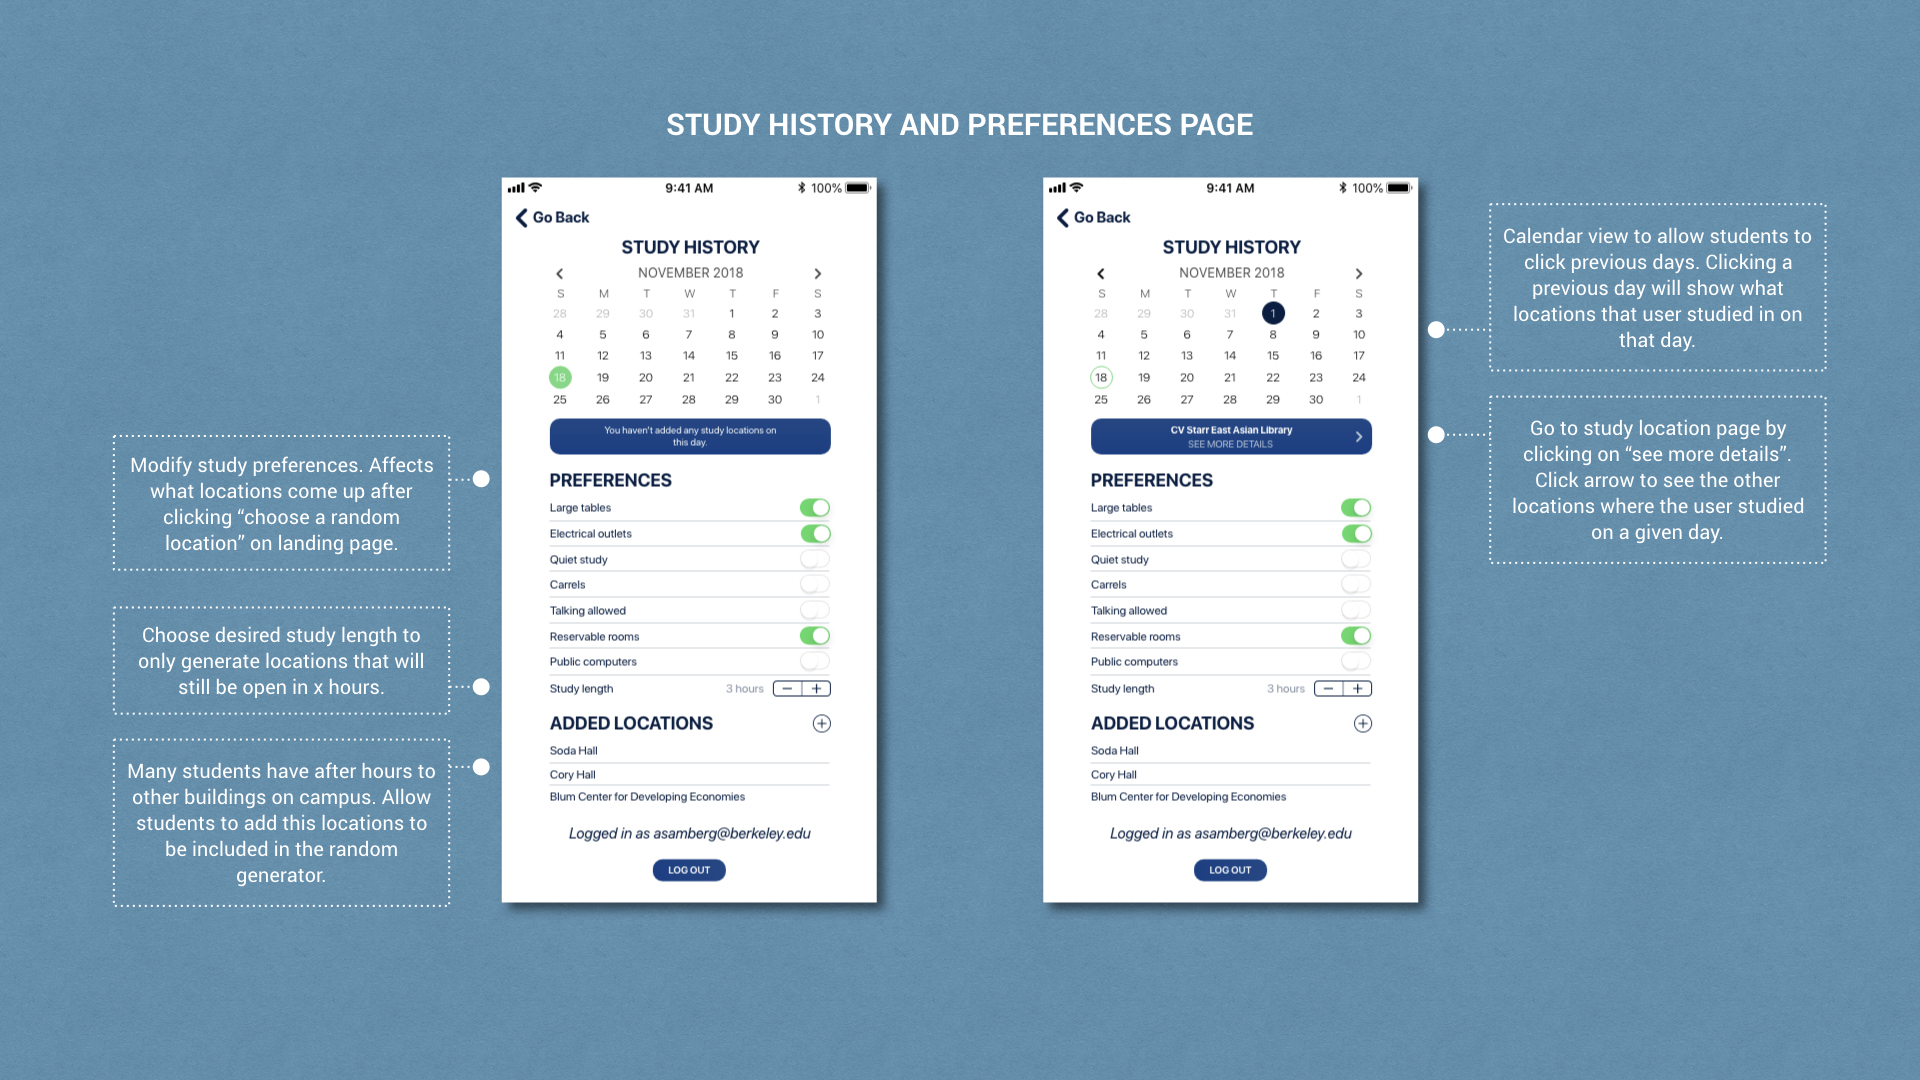 STUDY HISTORY AND PREFERENCES PAGE
Modify study preferences. Affects
what locations come up after
clicking “choose a random
location” on landing page.
Choose desired study length to
only generate locations that will
still be open in x hours.
Many students have after hours to
other buildings on campus. Allow
students to add this locations to
be included in the random
generator.
9:41 AM 100%
Go Back
STUDY HISTORY
NOVEMBER 2018
S M T W T F S
28 29 30 31 1 2 3
4 5 6 7 8 9 10
11 12 13 14 15 16 17
18 19 20 21 22 23 24
25 26 27 28 29 30 1
You haven't added any study locations on
this day.
PREFERENCES
Large tables
Electrical outlets
Quiet study
Carrels
Talking allowed
Reservable rooms
Public computers
Study length 3 hours − +
ADDED LOCATIONS +
Soda Hall
Cory Hall
Blum Center for Developing Economies
Logged in as asamberg@berkeley.edu
LOG OUT
9:41 AM 100%
Go Back
STUDY HISTORY
NOVEMBER 2018
S M T W T F S
28 29 30 31 1 2 3
4 5 6 7 8 9 10
11 12 13 14 15 16 17
18 19 20 21 22 23 24
25 26 27 28 29 30 1
CV Starr East Asian Library
SEE MORE DETAILS
PREFERENCES
Large tables
Electrical outlets
Quiet study
Carrels
Talking allowed
Reservable rooms
Public computers
Study length 3 hours − +
ADDED LOCATIONS +
Soda Hall
Cory Hall
Blum Center for Developing Economies
Logged in as asamberg@berkeley.edu
LOG OUT
Calendar view to allow students to
click previous days. Clicking a
previous day will show what
locations that user studied in on
that day.
Go to study location page by
clicking on “see more details”.
Click arrow to see the other
locations where the user studied
on a given day.